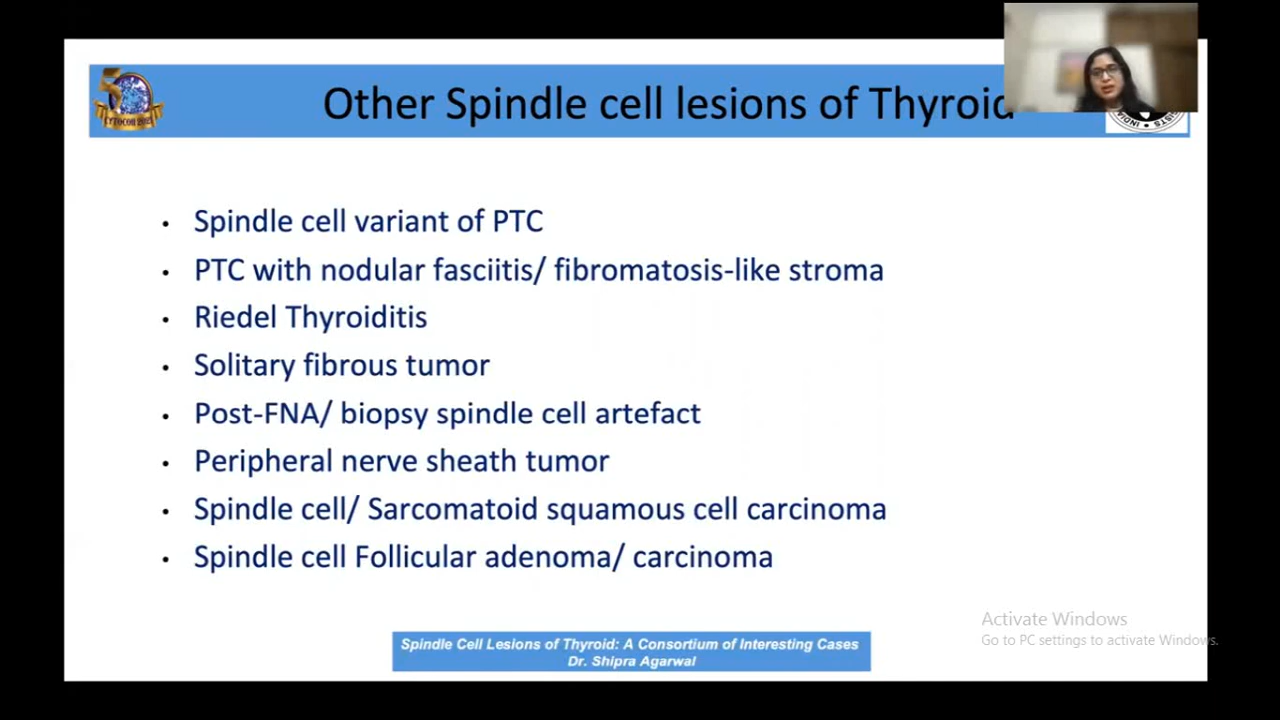 Other Spindle cell lesions of Thyroid
CYTOCON 2021
INDIA
• Spindle cell variant of PTC
• PTC with nodular fasciitis/ fibromatosis-like stroma
• Riedel Thyroiditis
• Solitary fibrous tumor
• Post-FNA/ biopsy spindle cell artefact
• Peripheral nerve sheath tumor
• Spindle cell/ Sarcomatoid squamous cell carcinoma
• Spindle cell Follicular adenoma/ carcinoma
Activate Windows
Go to PC settings to activate Windows.
Spindle Cell Lesions of Thyroid: A Consortium of Interesting Cases
Dr. Shipra Agarwal